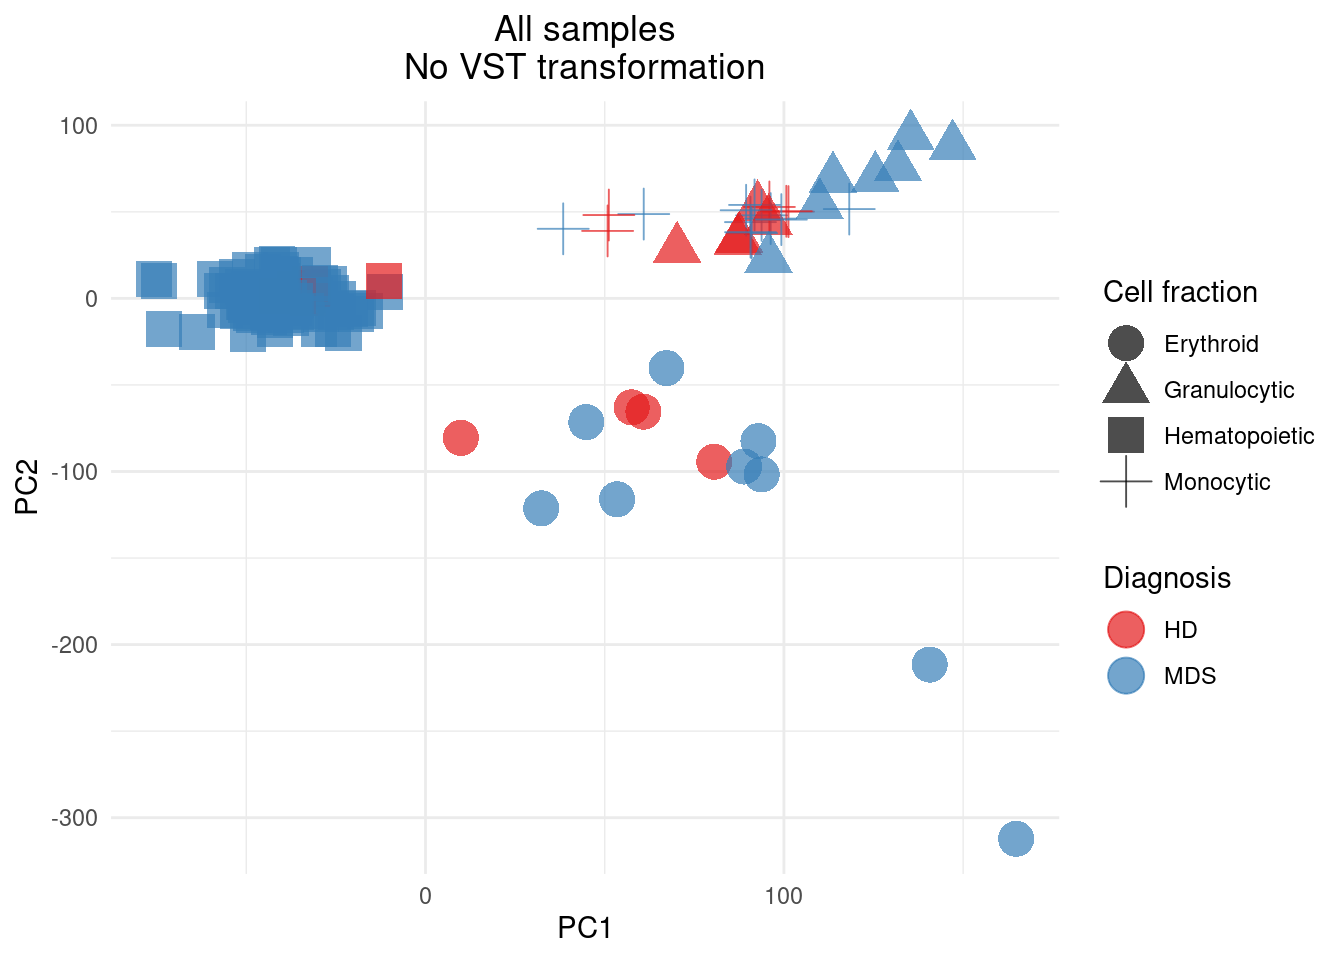 All samples
No VST transformation
100
0
-100
-200
-300
PC2
0
100
PC1
Cell fraction
Erythroid
Granulocytic
Hematopoietic
Monocytic
Diagnosis
HD
MDS